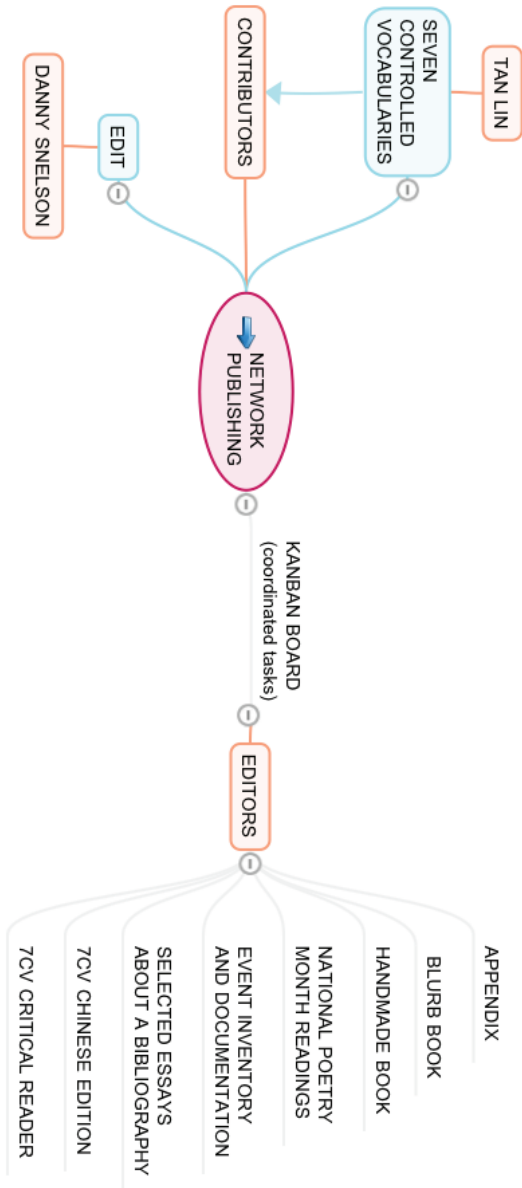 TAN LIN
SEVEN
CONTROLLED
VOCABULARIES
CONTRIBUTORS
EDIT
DANNY SNELSON
NETWORK
PUBLISHING
KANBAN BOARD
(coordinated tasks)
EDITORS
APPENDIX
BLURB BOOK
HANDMADE BOOK
NATIONAL POETRY
MONTH READINGS
EVENT INVENTORY
AND DOCUMENTATION
SELECTED ESSAYS
ABOUT A BIBLIOGRAPHY
7CV CHINESE EDITION
7CV CRITICAL READER